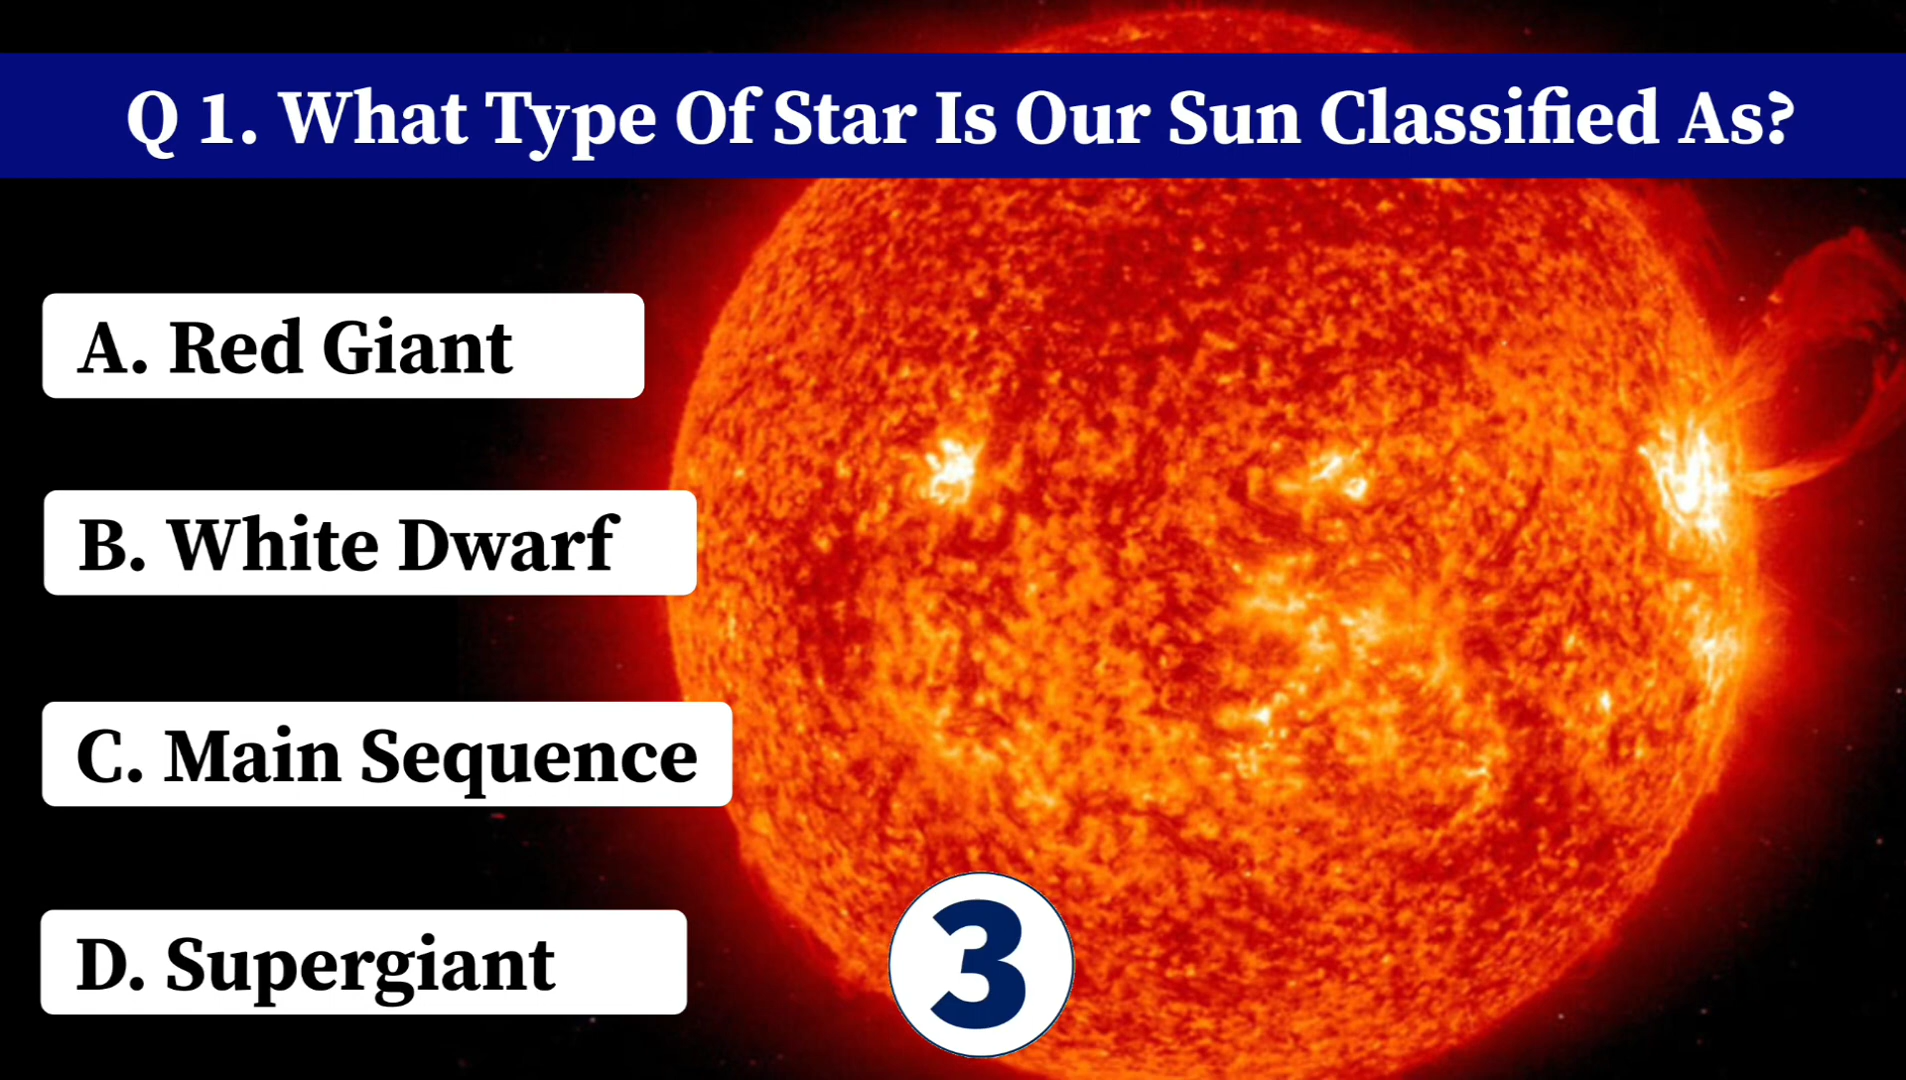 Q 1. What Type Of Star Is Our Sun Classified As?
A. Red Giant
B. White Dwarf
C. Main Sequence
D. Supergiant
3